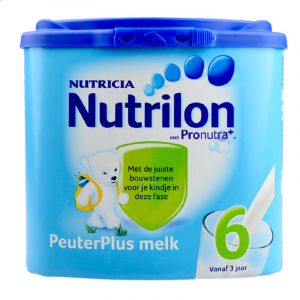 NUTRICIA
Nutrilon
met Pronutra+
Met de juiste
bouwstenen
voor je kindje in
deze fase
6
PeuterPlus melk
Vanaf 3 jaar